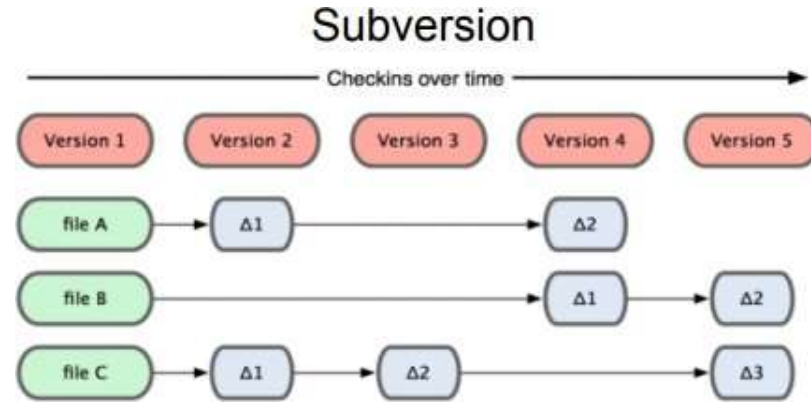 Subversion
Checkins over time
Version 1 Version 2 Version 3 Version 4 Version 5
file A Δ1 Δ2
file B Δ1 Δ2
file C Δ1 Δ2 Δ3